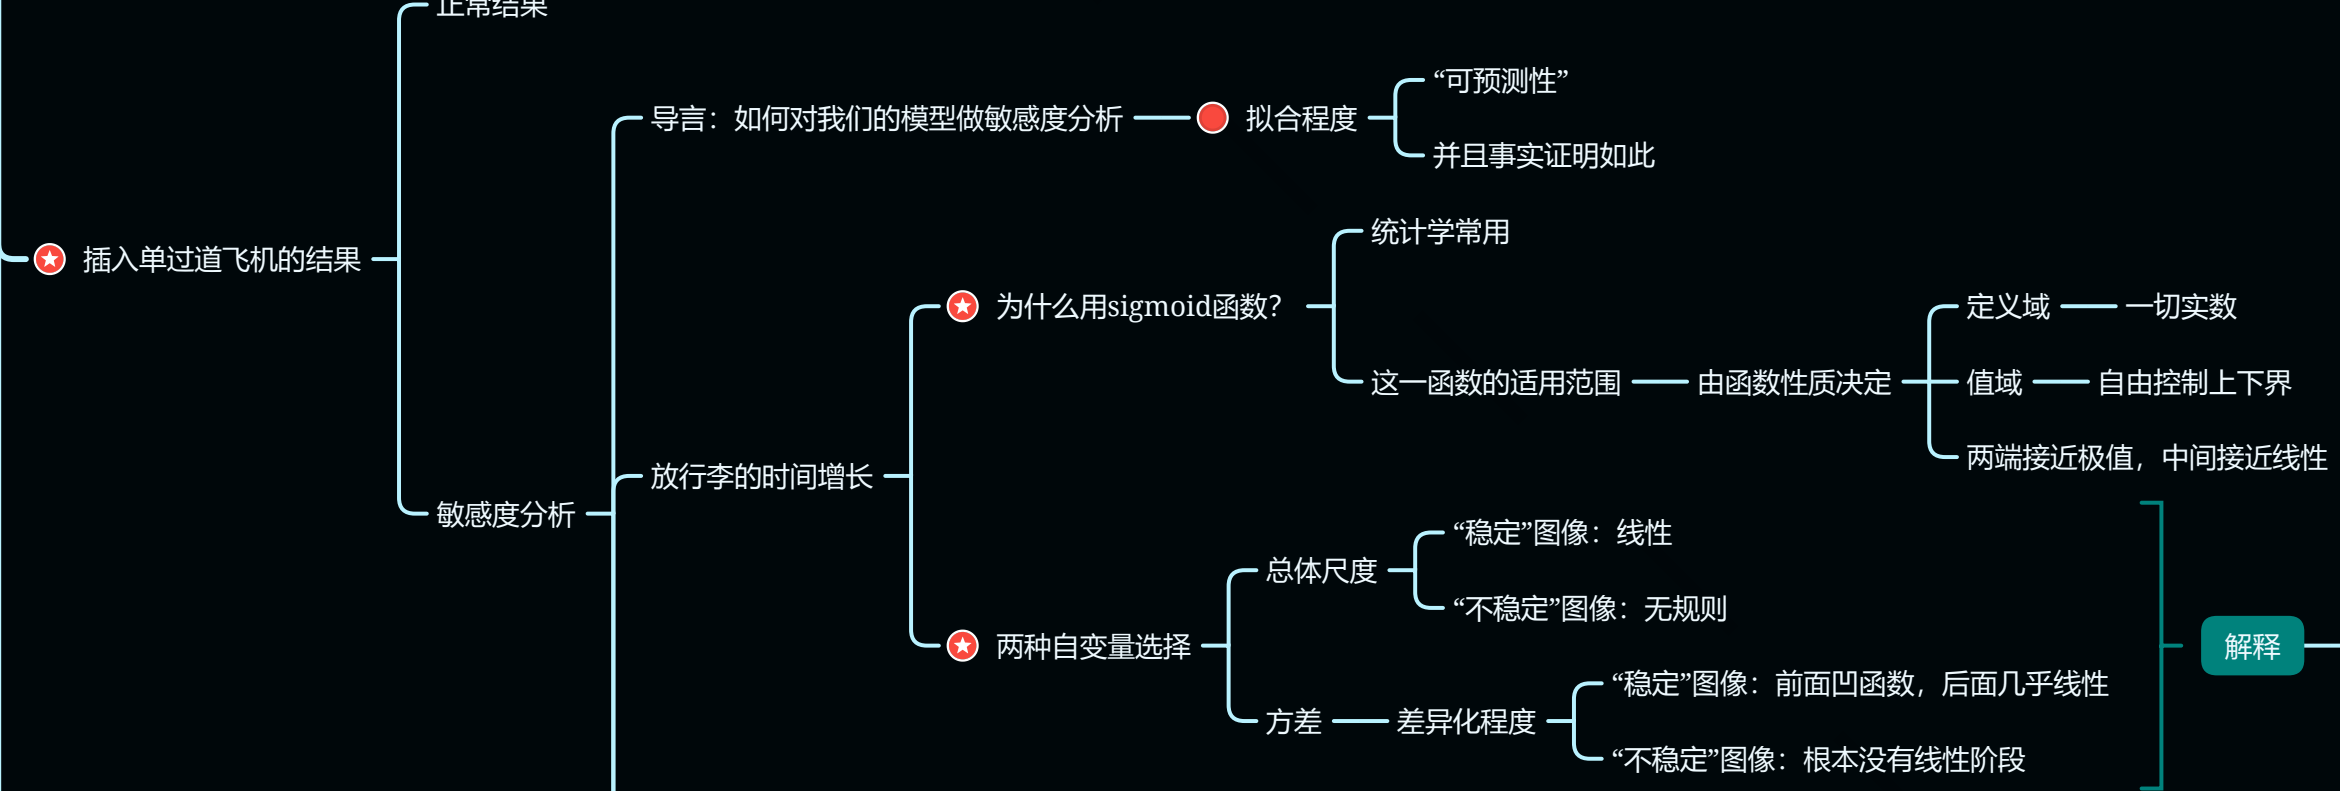 正常结果
“可预测性”
导言：如何对我们的模型做敏感度分析
拟合程度
并且事实证明如此
统计学常用
插入单过道飞机的结果
为什么用sigmoid函数？
定义域
一切实数
这一函数的适用范围
由函数性质决定
值域
自由控制上下界
两端接近极值，中间接近线性
放行李的时间增长
敏感度分析
“稳定”图像：线性
总体尺度
“不稳定”图像：无规则
两种自变量选择
解释
“稳定”图像：前面凹函数，后面几乎线性
方差
差异化程度
“不稳定”图像：根本没有线性阶段